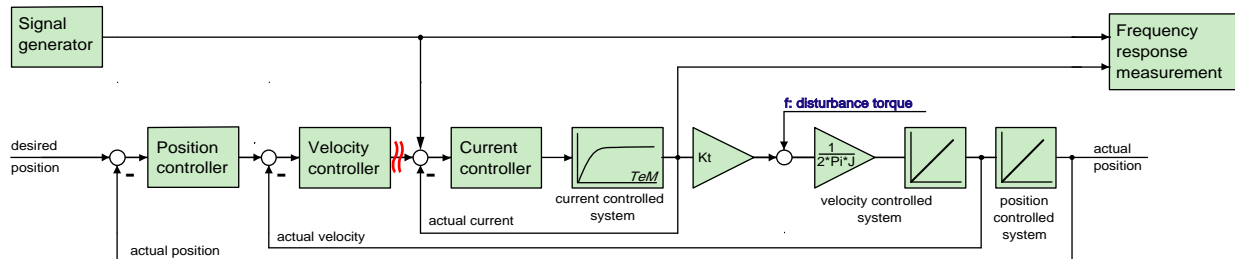 Signal
generator
Frequency
response
measurement
f: disturbance torque
desired
position
Position
controller
Velocity
controller
Current
controller
TeM
current controlled
system
Kt
1
2*Pi*J
velocity controlled
system
position
controlled
system
actual
position
actual current
actual velocity
actual position